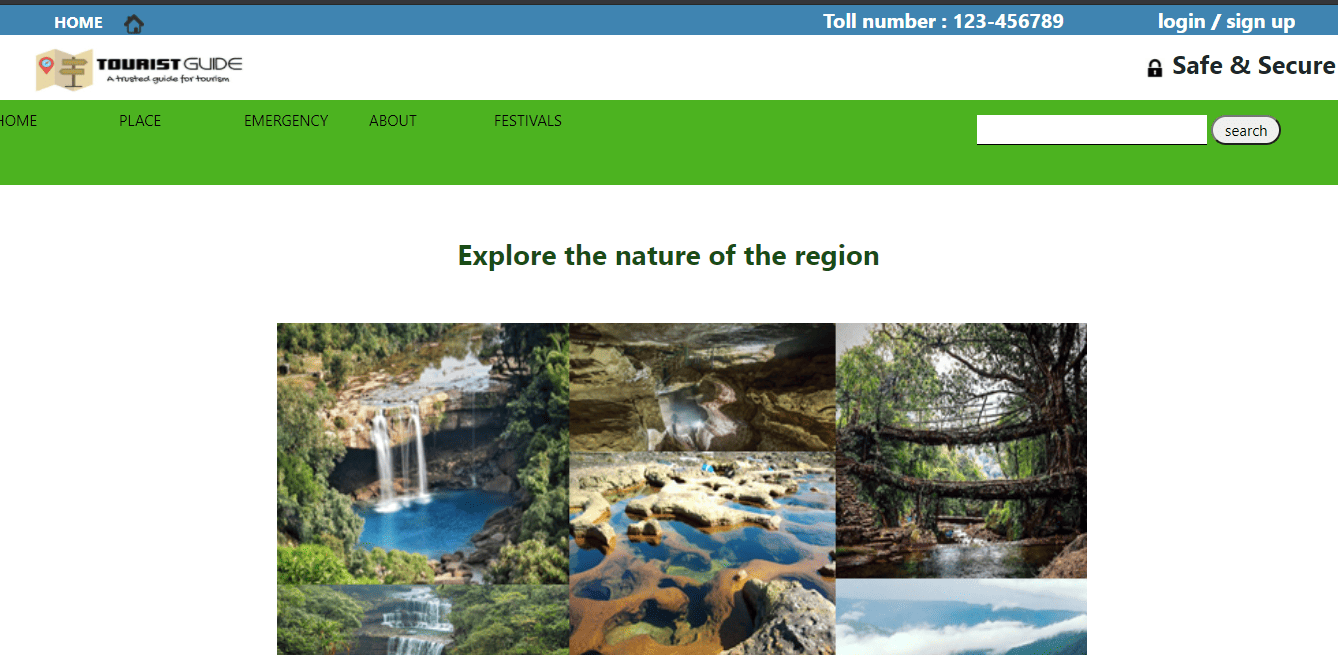 HOME
Toll number : 123-456789
login / sign up
TOURIST GUIDE
A trusted guide for tourism
Safe & Secure
HOME
PLACE
EMERGENCY
ABOUT
FESTIVALS
search
Explore the nature of the region